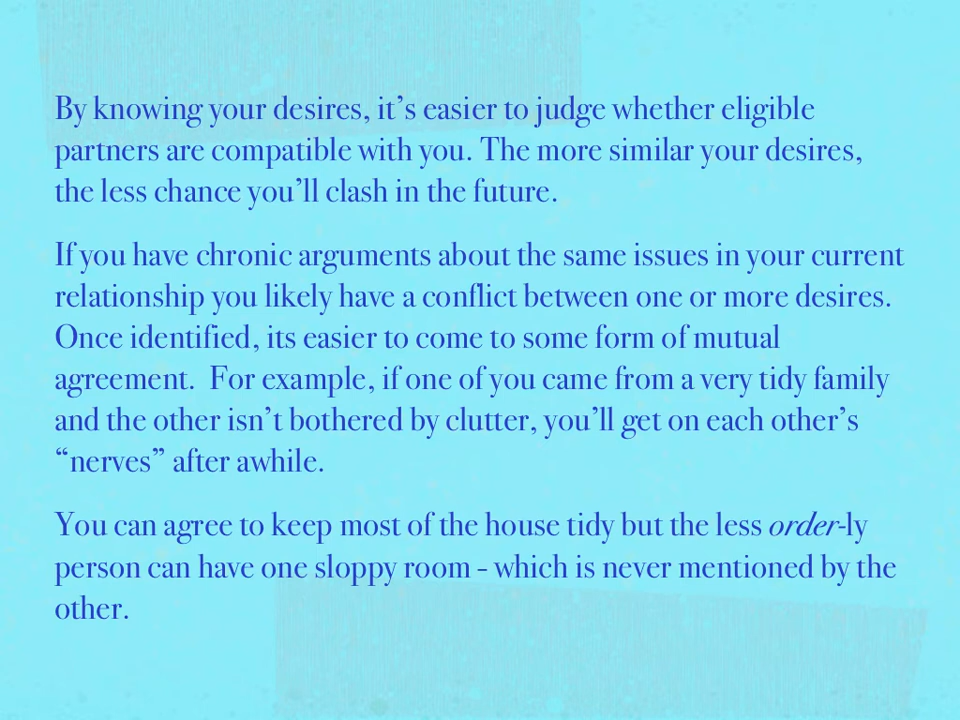 By knowing your desires, it’s easier to judge whether eligible
partners are compatible with you. The more similar your desires,
the less chance you’ll clash in the future.
If you have chronic arguments about the same issues in your current
relationship you likely have a conflict between one or more desires.
Once identified, its easier to come to some form of mutual
agreement.  For example, if one of you came from a very tidy family
and the other isn’t bothered by clutter, you’ll get on each other’s
“nerves” after awhile.
You can agree to keep most of the house tidy but the less order-ly
person can have one sloppy room - which is never mentioned by the
other.